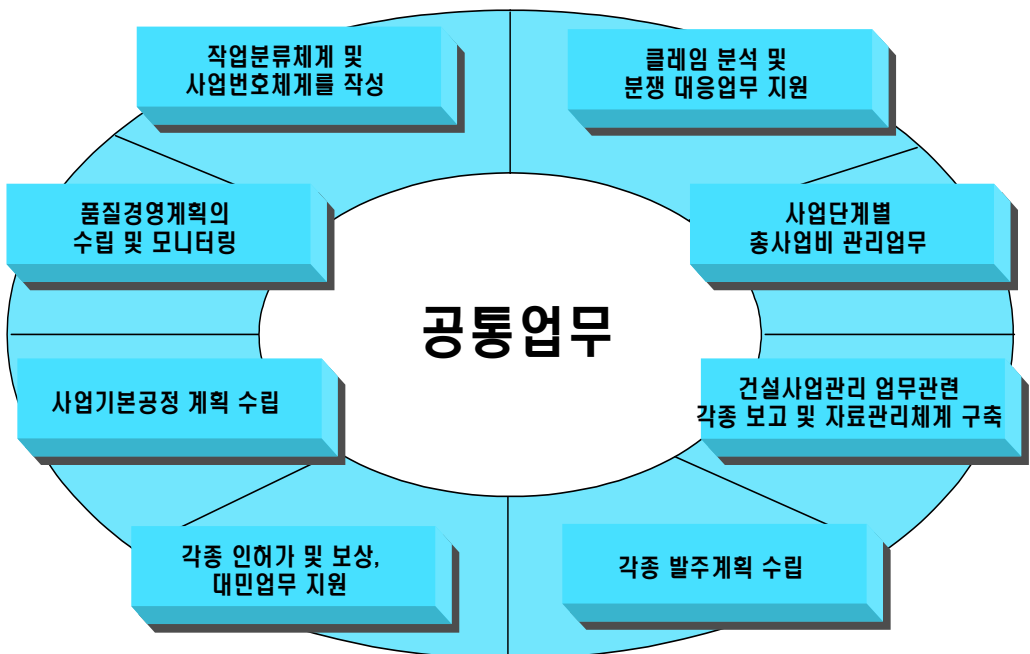 작업분류체계 및
사업번호체계를 작성
클레임 분석 및
분쟁 대응업무 지원
품질경영계획의
수립 및 모니터링
사업단계별
총사업비 관리업무
공통업무
사업기본공정 계획 수립
건설사업관리 업무관련
각종 보고 및 자료관리체계 구축
각종 인허가 및 보상,
대민업무 지원
각종 발주계획 수립